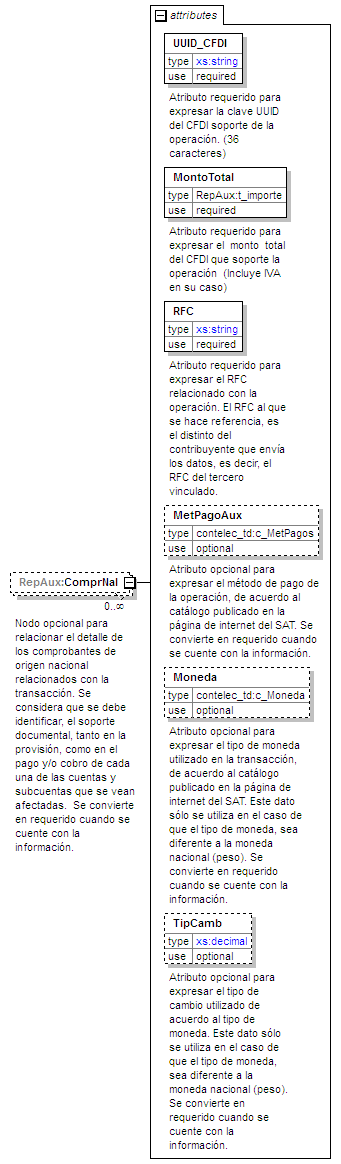 attributes
UUID_CFDI
type xs:string
use required
Atributo requerido para
expresar la clave UUID
del CFDI soporte de la
operación. (36
caracteres)
MontoTotal
type RepAux:t_importe
use required
Atributo requerido para
expresar el monto total
del CFDI que soporte la
operación (Incluye IVA
en su caso)
RFC
type xs:string
use required
Atributo requerido para
expresar el RFC
relacionado con la
operación. El RFC al que
se hace referencia, es
el distinto del
contribuyente que envía
los datos, es decir, el
RFC del tercero
vinculado.
MetPagoAux
type contelec_td:c_MetPagos
use optional
Atributo opcional para
expresar el método de pago de
la operación, de acuerdo al
catálogo publicado en la
página de internet del SAT. Se
convierte en requerido cuando
se cuente con la información.
Moneda
type contelec_td:c_Moneda
use optional
Atributo opcional para
expresar el tipo de moneda
utilizado en la transacción,
de acuerdo al catálogo
publicado en la página de
internet del SAT. Este dato
sólo se utiliza en el caso de
que el tipo de moneda, sea
diferente a la moneda
nacional (peso). Se
convierte en requerido
cuando se cuente con la
información.
TipCamb
type xs:decimal
use optional
Atributo opcional para
expresar el tipo de
cambio utilizado de
acuerdo al tipo de
moneda. Este dato sólo
se utiliza en el caso de
que el tipo de moneda,
sea diferente a la
moneda nacional (peso).
Se convierte en
requerido cuando se
cuente con la
información.
RepAux:ComprNal
0..∞
Nodo opcional para
relacionar el detalle de
los comprobantes de
origen nacional
relacionados con la
transacción. Se
considera que se debe
identificar, el soporte
documental, tanto en la
provisión, como en el
pago y/o cobro de cada
una de las cuentas y
subcuentas que se vean
afectadas. Se convierte
en requerido cuando se
cuente con la
información.